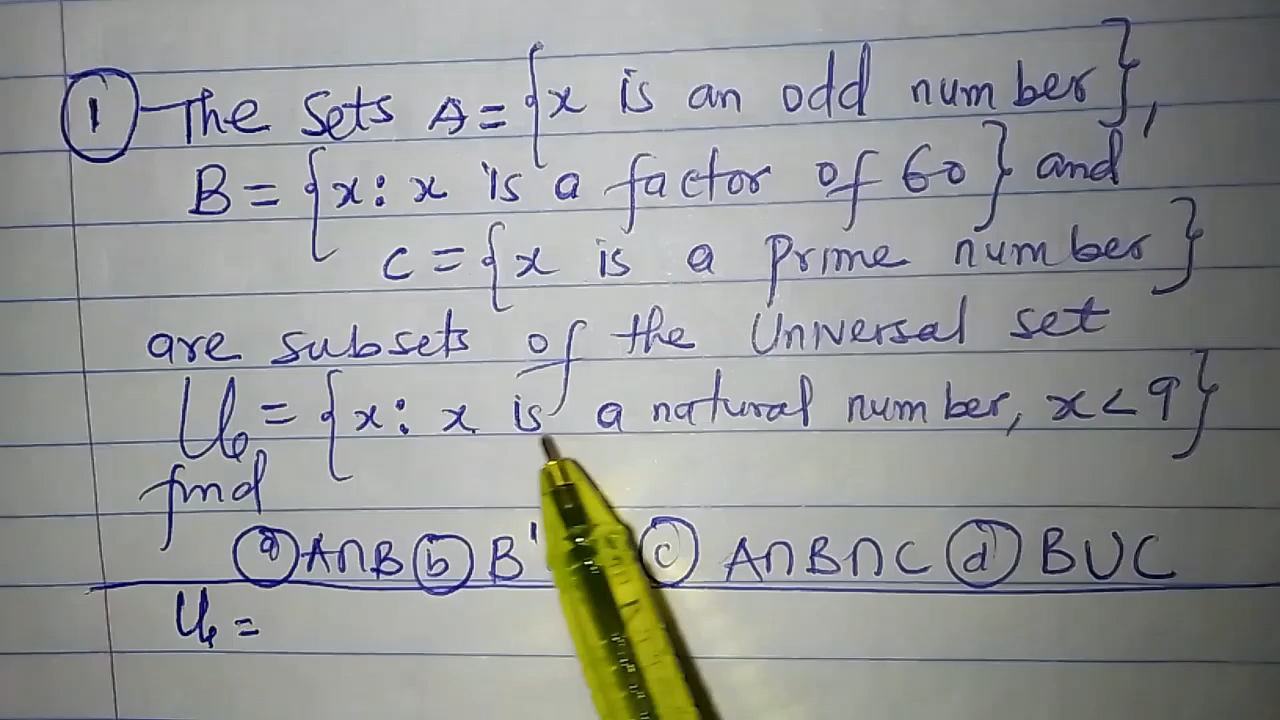 ① The sets A = {x is an odd number},
B = {x: x is a factor of 60} and
C = {x is a Prime number}
are subsets of the Universal set
U = {x: x is a natural number, x < 9}
find
ⓐ A∩B ⓑ B' ⓒ A∩B∩C ⓓ B∪C
U =